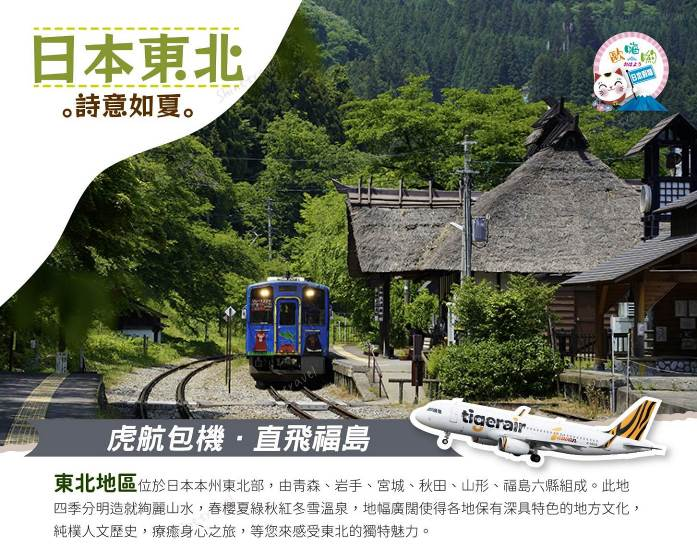 日本東北
。詩意如夏。
歐嗨喲
おはよう
日本假期
虎航包機・直飛福島
tigerair
東北地區位於日本本州東北部，由青森、岩手、宮城、秋田、山形、福島六縣組成。此地
四季分明造就絢麗山水，春櫻夏綠秋紅冬雪溫泉，地幅廣闊使得各地保有深具特色的地方文化，
純樸人文歷史，療癒身心之旅，等您來感受東北的獨特魅力。